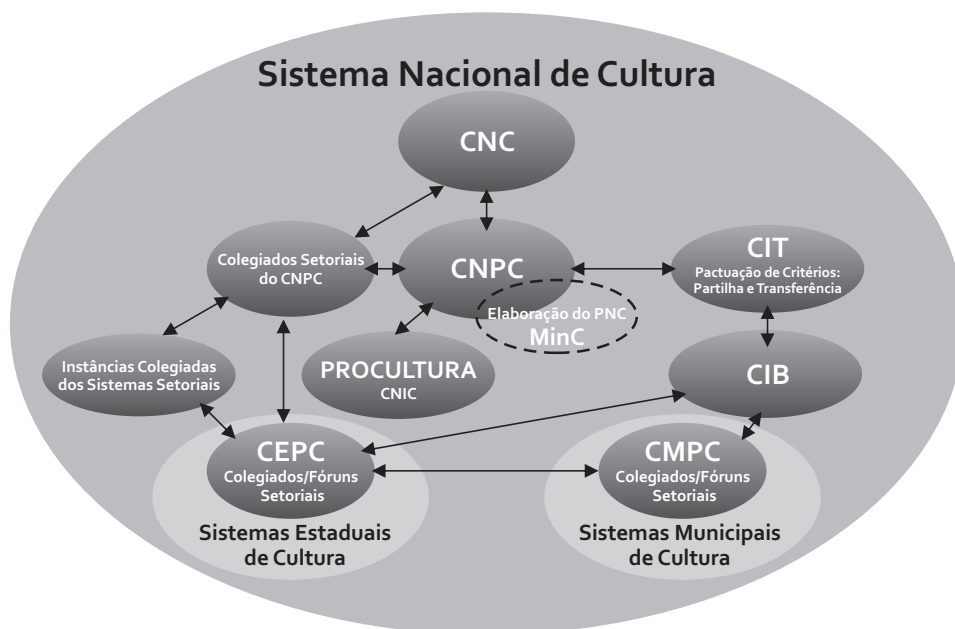 Sistema Nacional de Cultura
CNC
Colegiados Setoriais
do CNPC
CNPC
CIT
Pactuação de Critérios:
Partilha e Transferência
Elaboração do PNC
MinC
Instâncias Colegiadas
dos Sistemas Setoriais
PROCULTURA
CNIC
CIB
CEPC
Colegiados/Fóruns
Setoriais
CMPC
Colegiados/Fóruns
Setoriais
Sistemas Estaduais
de Cultura
Sistemas Municipais
de Cultura